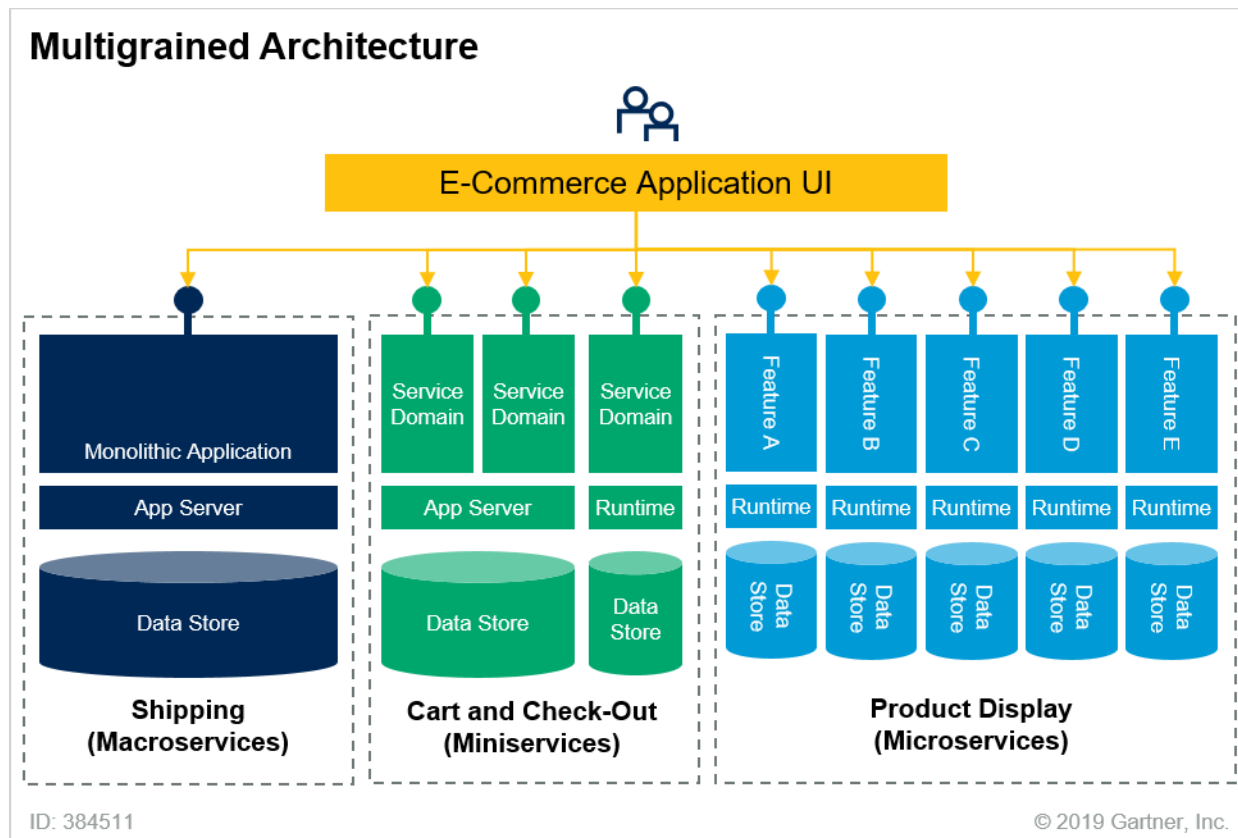 Multigrained Architecture
E-Commerce Application UI
Monolithic Application
App Server
Data Store
Shipping
(Macroservices)
Service
Domain
Service
Domain
Service
Domain
App Server
Runtime
Data Store
Data
Store
Cart and Check-Out
(Miniservices)
Feature A
Feature B
Feature C
Feature D
Feature E
Runtime
Runtime
Runtime
Runtime
Runtime
Data
Store
Data
Store
Data
Store
Data
Store
Data
Store
Product Display
(Microservices)
ID: 384511
© 2019 Gartner, Inc.